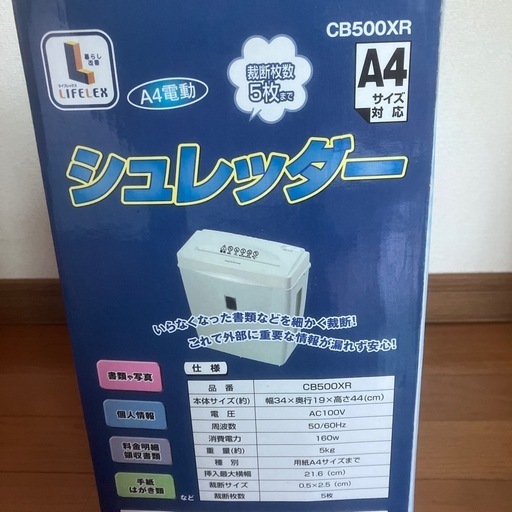 CB500XR
暮らし
改善
ライフレックス
LIFELEX
A4電動
裁断枚数
5枚まで
A4
サイズ
対応
シュレッダー
いらなくなった書類などを細かく裁断!
これで外部に重要な情報が漏れず安心!
仕様
書類や写真
個人情報
料金明細
領収書類
手紙
はがき類
など
品番 CB500XR
本体サイズ(約) 幅34×奥行19×高さ44(cm)
電圧 AC100V
周波数 50/60Hz
消費電力 160w
重量(約) 5kg
種別 用紙A4サイズまで
挿入最大横幅 21.6(cm)
裁断サイズ 0.5×2.5(cm)
裁断枚数 5枚